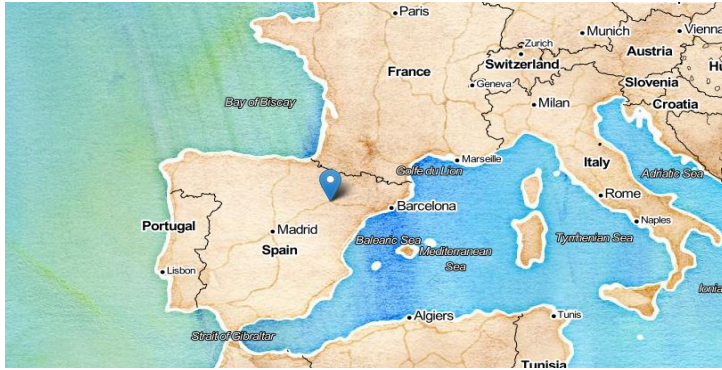 Paris
Munich
Vienna
Zurich
Austria
Switzerland
France
Geneva
Slovenia
Milan
Croatia
Bay of Biscay
Marseille
Golfe du Lion
Italy
Adriatic Sea
Rome
Barcelona
Portugal
Madrid
Naples
Spain
Balearic Sea
Tyrrhenian Sea
Mediterranean
Sea
Lisbon
Algiers
Tunis
Strait of Gibraltar
Tunisia